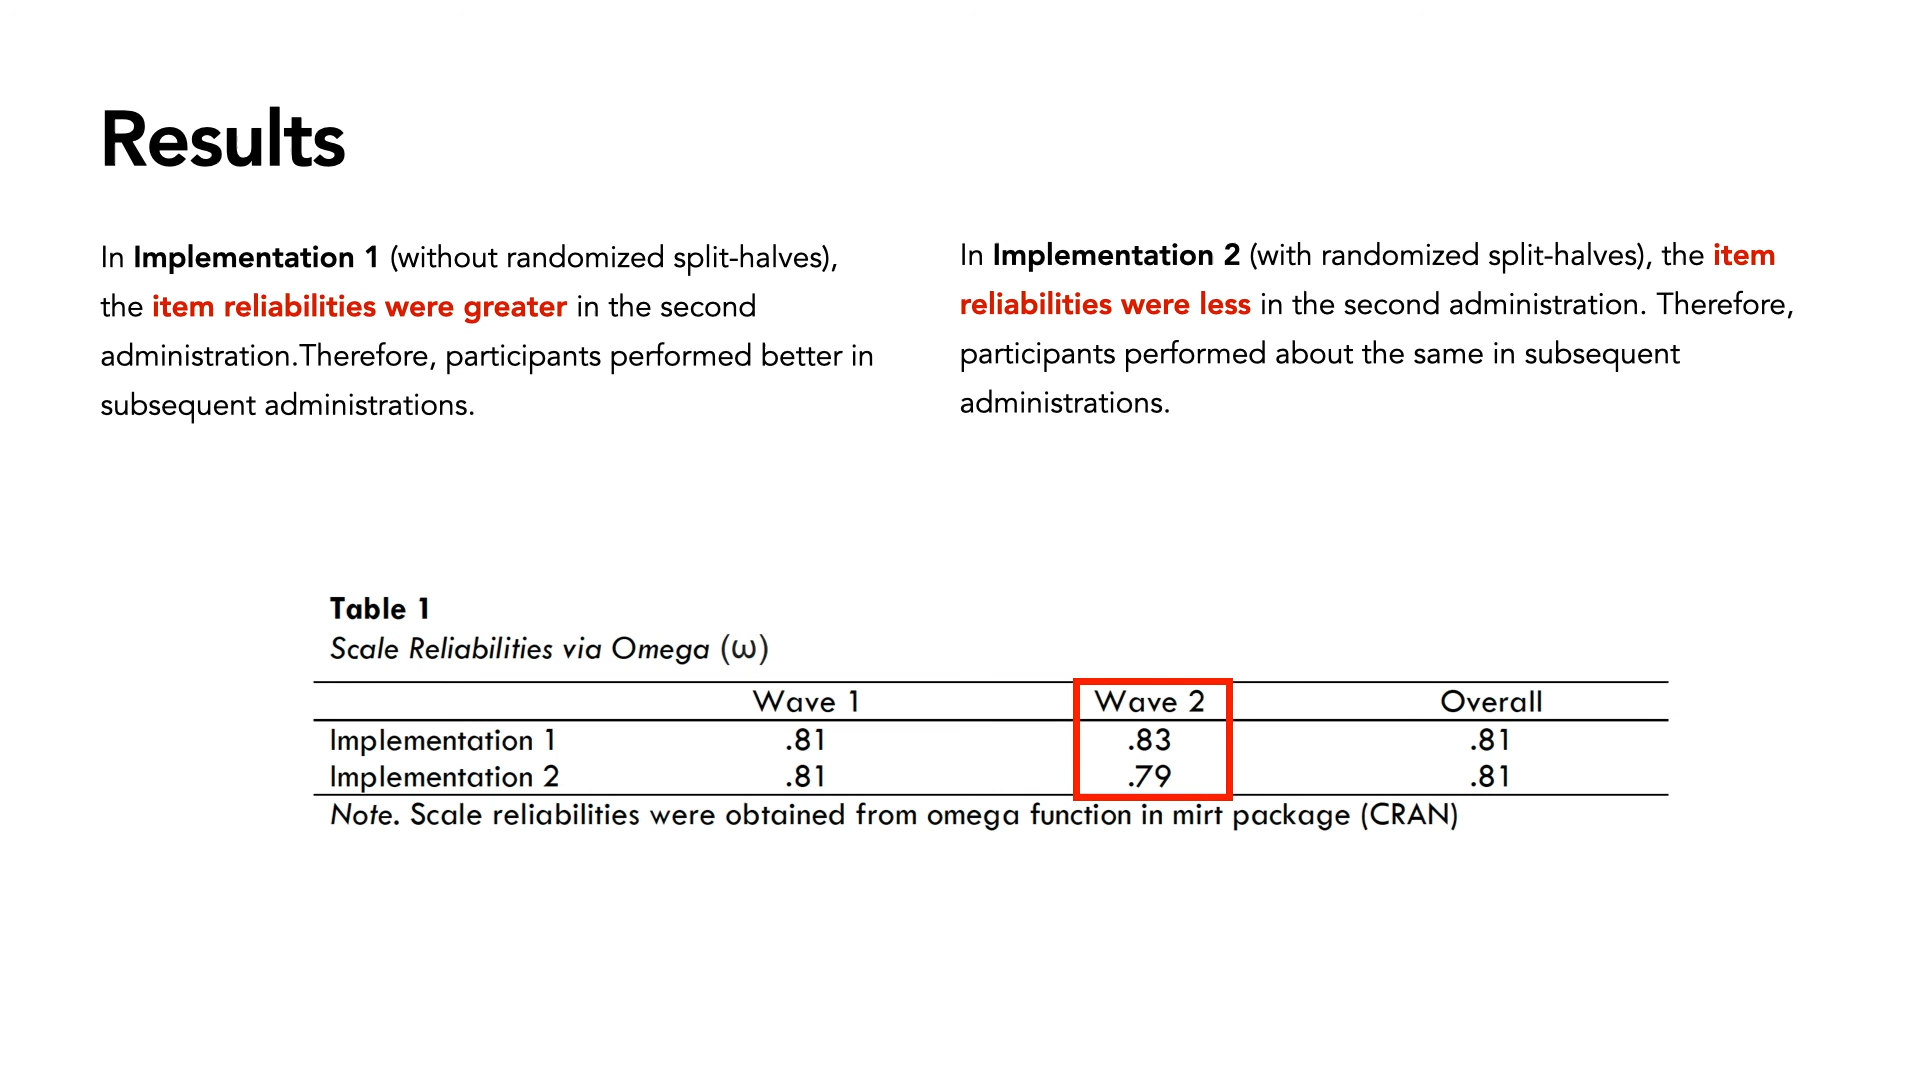 Results
In Implementation 1 (without randomized split-halves),
the item reliabilities were greater in the second
administration.Therefore, participants performed better in
subsequent administrations.
In Implementation 2 (with randomized split-halves), the item
reliabilities were less in the second administration. Therefore,
participants performed about the same in subsequent
administrations.
Table 1
Scale Reliabilities via Omega (ω)
Wave 1 Wave 2 Overall
Implementation 1 .81 .83 .81
Implementation 2 .81 .79 .81
Note. Scale reliabilities were obtained from omega function in mirt package (CRAN)